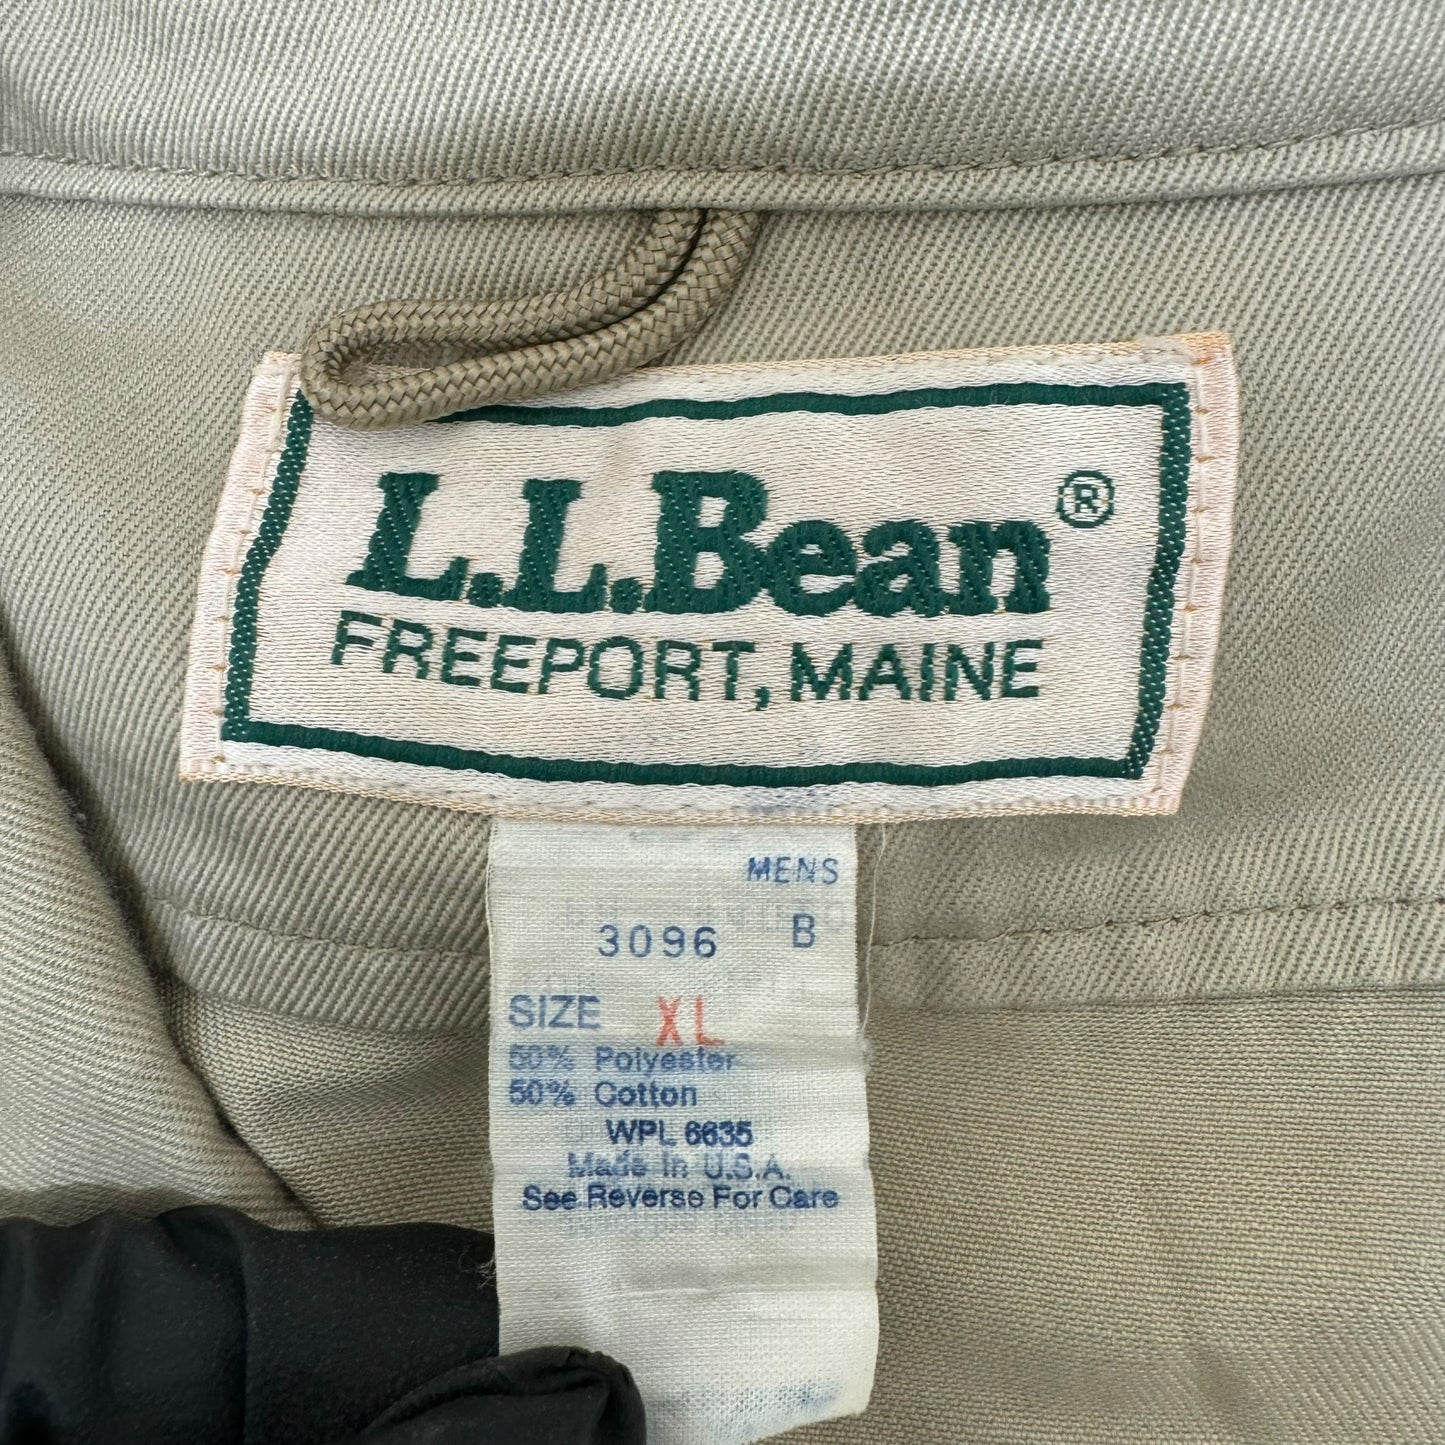 L.L.Bean®
FREEPORT, MAINE
MENS
3096 B
SIZE XL
50% Polyester
50% Cotton
WPL 6635
Made in U.S.A.
See Reverse For Care